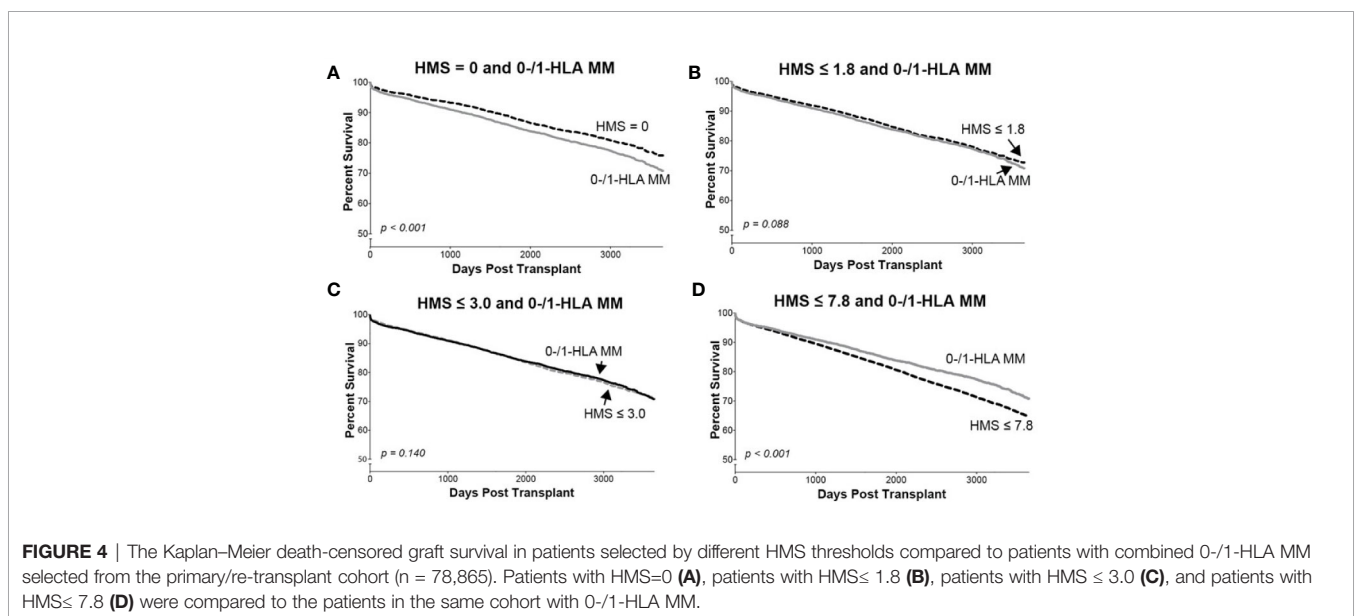 A
HMS = 0 and 0-/1-HLA MM
100
90
80
70
60
50
Percent Survival
HMS = 0
0-/1-HLA MM
p < 0.001
0
1000
2000
3000
Days Post Transplant
B
HMS ≤ 1.8 and 0-/1-HLA MM
100
90
80
70
60
50
Percent Survival
HMS ≤ 1.8
0-/1-HLA MM
p = 0.088
0
1000
2000
3000
Days Post Transplant
C
HMS ≤ 3.0 and 0-/1-HLA MM
100
90
80
70
60
50
Percent Survival
0-/1-HLA MM
HMS ≤ 3.0
p = 0.140
0
1000
2000
3000
Days Post Transplant
D
HMS ≤ 7.8 and 0-/1-HLA MM
100
90
80
70
60
50
Percent Survival
0-/1-HLA MM
HMS ≤ 7.8
p < 0.001
0
1000
2000
3000
Days Post Transplant
FIGURE 4 | The Kaplan–Meier death-censored graft survival in patients selected by different HMS thresholds compared to patients with combined 0-/1-HLA MM
selected from the primary/re-transplant cohort (n = 78,865). Patients with HMS=0 (A), patients with HMS≤ 1.8 (B), patients with HMS ≤ 3.0 (C), and patients with
HMS≤ 7.8 (D) were compared to the patients in the same cohort with 0-/1-HLA MM.